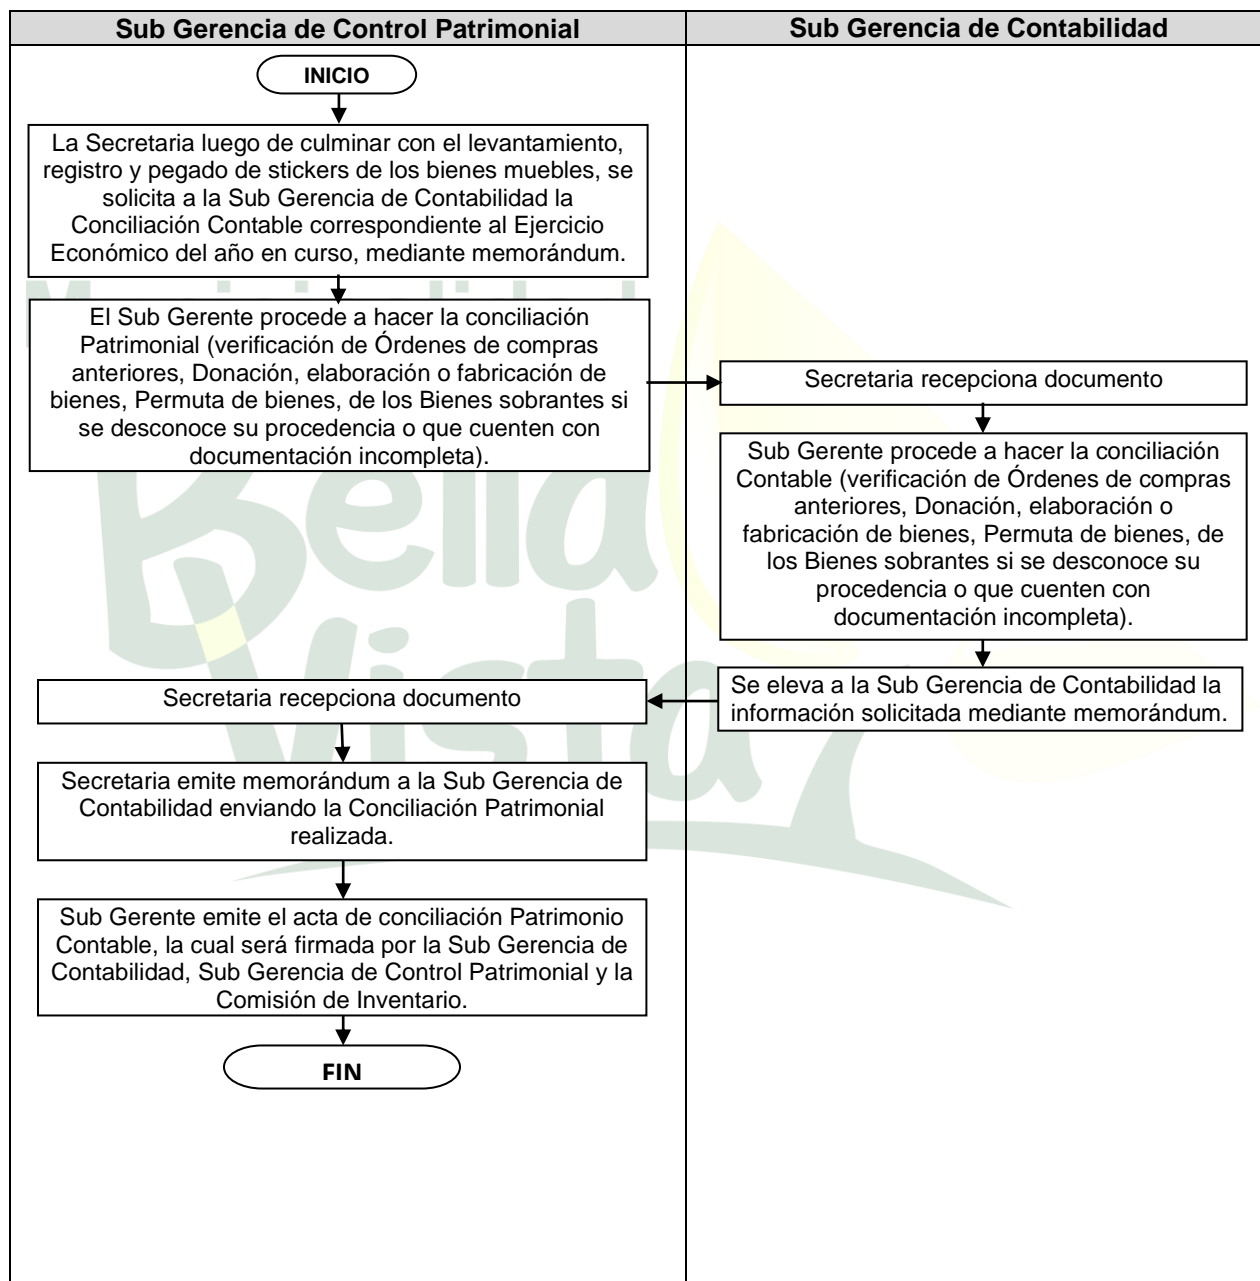 Sub Gerencia de Control Patrimonial
Sub Gerencia de Contabilidad
INICIO
La Secretaria luego de culminar con el levantamiento,
registro y pegado de stickers de los bienes muebles, se
solicita a la Sub Gerencia de Contabilidad la
Conciliación Contable correspondiente al Ejercicio
Económico del año en curso, mediante memorándum.
El Sub Gerente procede a hacer la conciliación
Patrimonial (verificación de Órdenes de compras
anteriores, Donación, elaboración o fabricación de
bienes, Permuta de bienes, de los Bienes sobrantes si
se desconoce su procedencia o que cuenten con
documentación incompleta).
Secretaria recepciona documento
Sub Gerente procede a hacer la conciliación
Contable (verificación de Órdenes de compras
anteriores, Donación, elaboración o
fabricación de bienes, Permuta de bienes, de
los Bienes sobrantes si se desconoce su
procedencia o que cuenten con
documentación incompleta).
Se eleva a la Sub Gerencia de Contabilidad la
información solicitada mediante memorándum.
Secretaria recepciona documento
Secretaria emite memorándum a la Sub Gerencia de
Contabilidad enviando la Conciliación Patrimonial
realizada.
Sub Gerente emite el acta de conciliación Patrimonio
Contable, la cual será firmada por la Sub Gerencia de
Contabilidad, Sub Gerencia de Control Patrimonial y la
Comisión de Inventario.
FIN
Bella
Vista